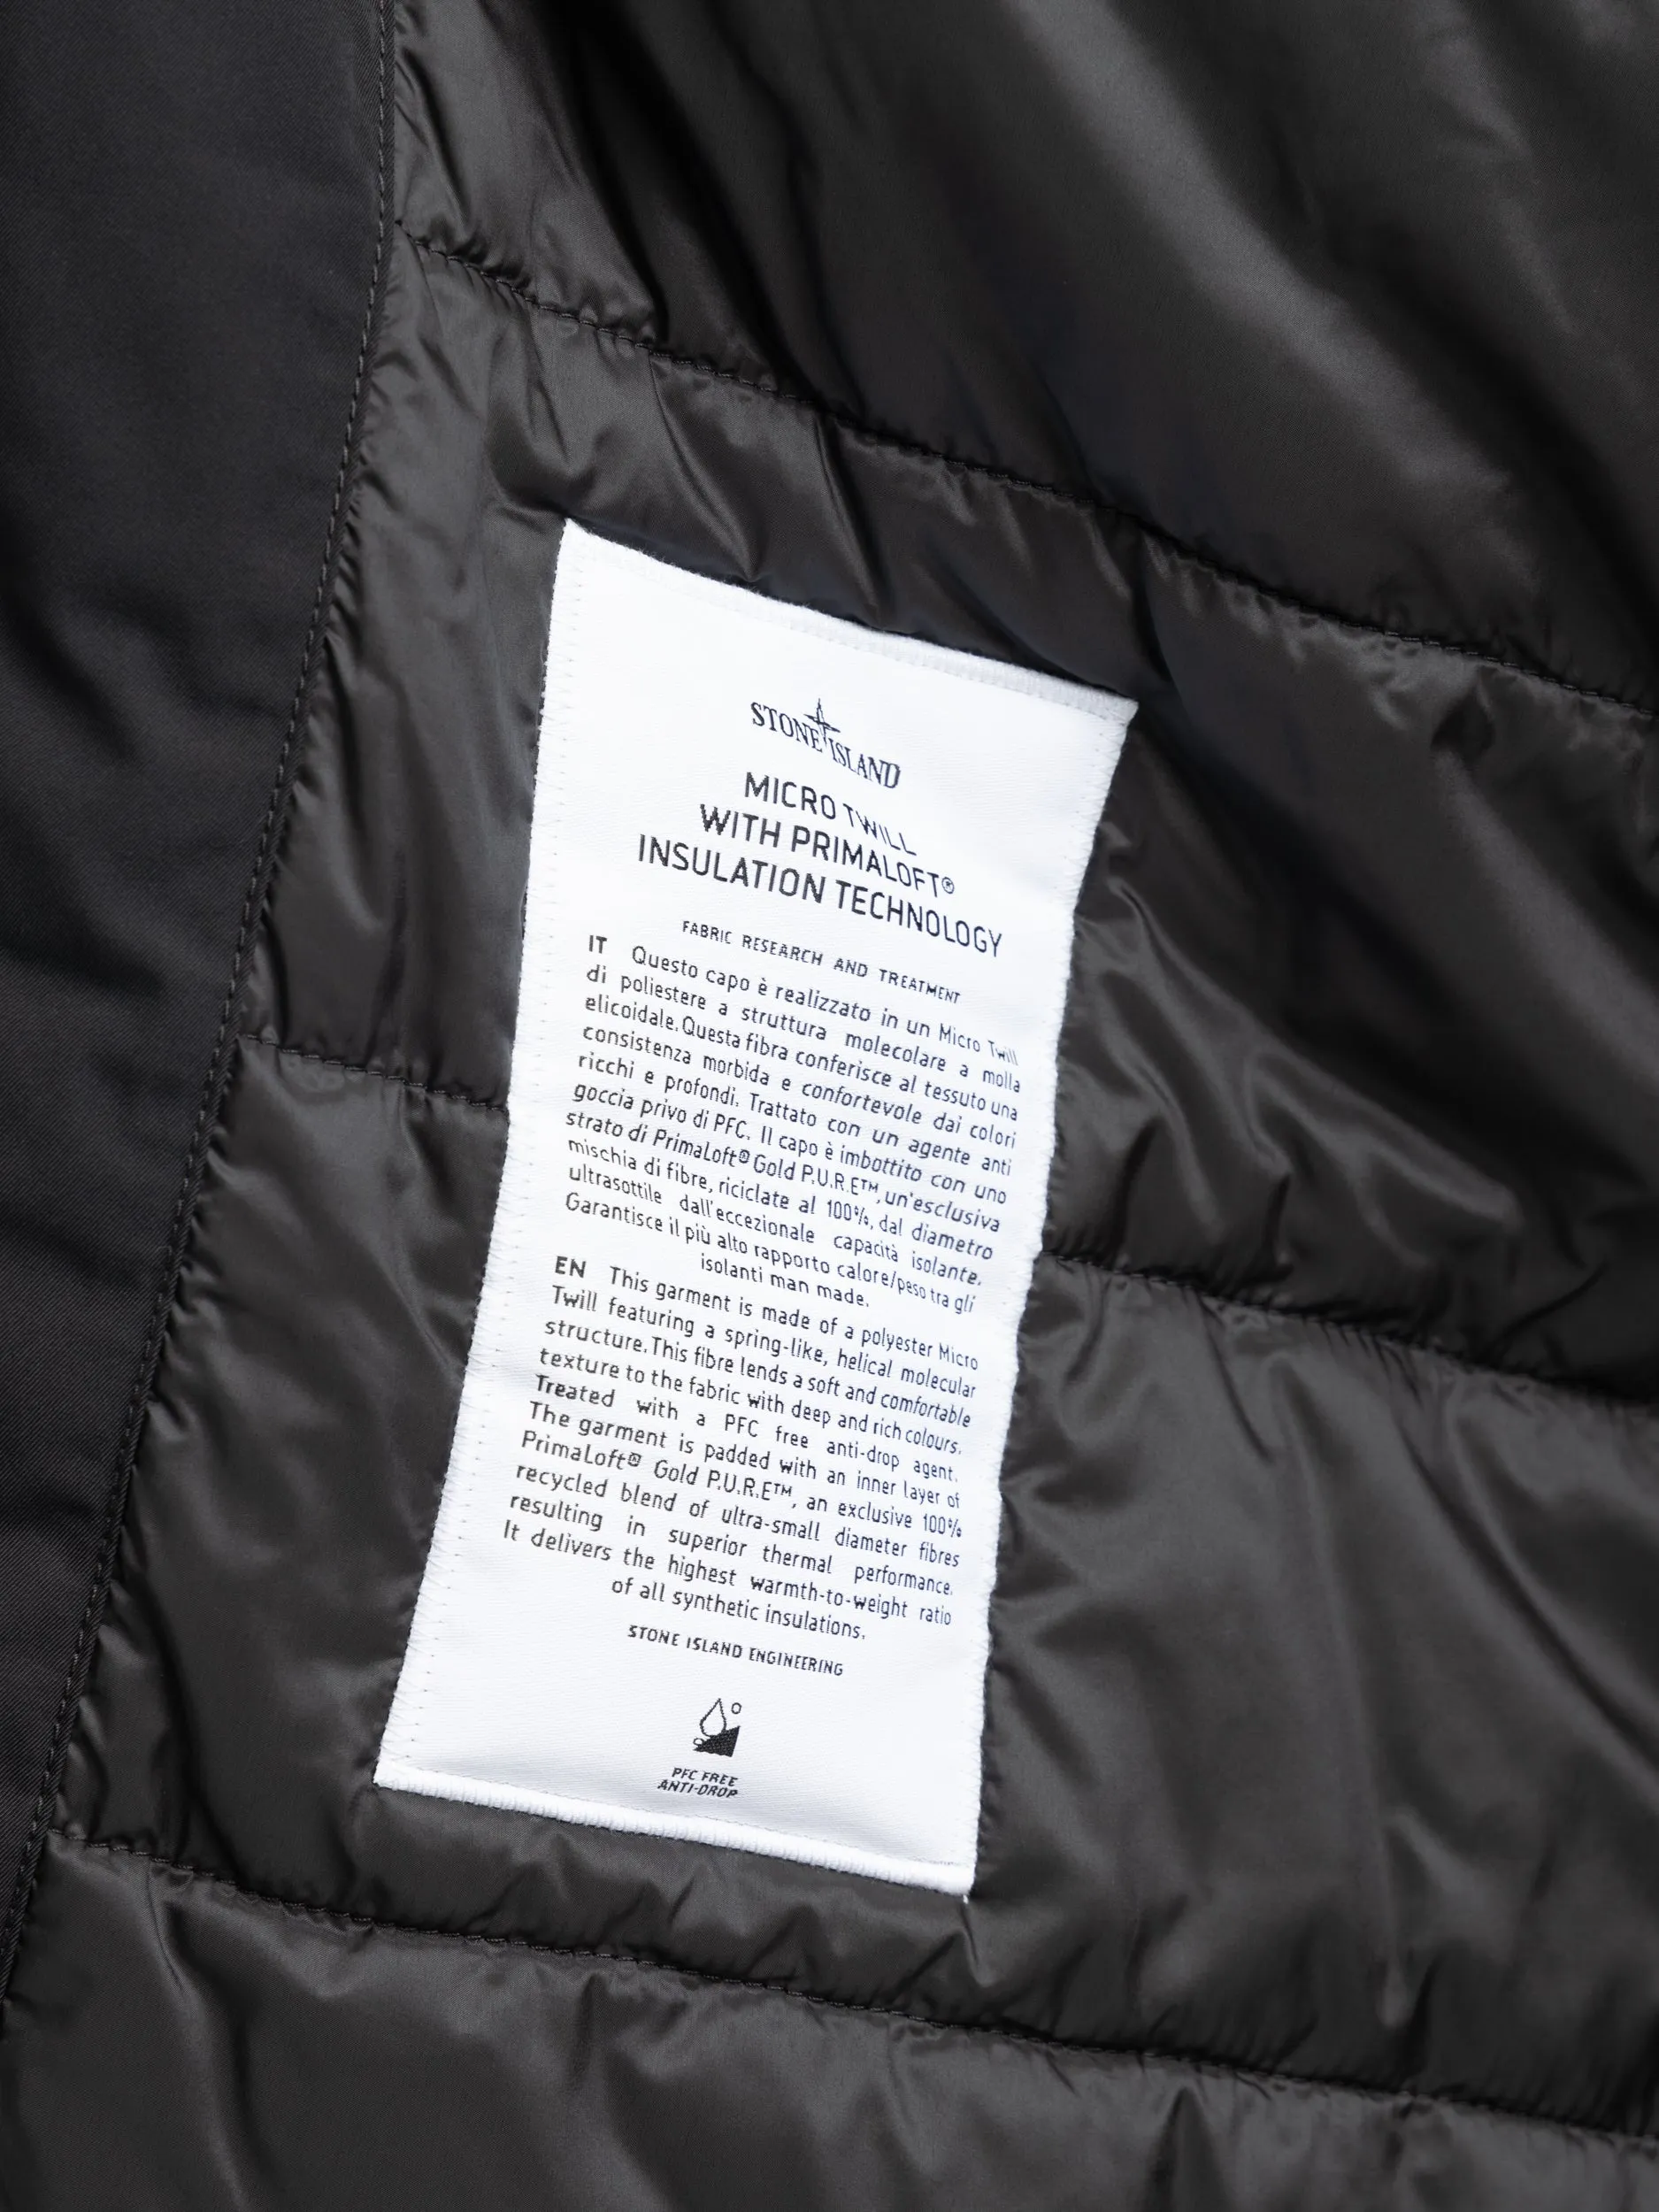 STONE ISLAND
MICRO TWILL
WITH PRIMALOFT®
INSULATION TECHNOLOGY
FABRIC RESEARCH AND TREATMENT
IT Questo capo è realizzato in un Micro Twill
di poliestere a struttura molecolare a molla
elicoidale. Questa fibra conferisce al tessuto una
consistenza morbida e confortevole dai colori
ricchi e profondi. Trattato con un agente anti
goccia privo di PFC. Il capo è imbottito con uno
strato di PrimaLoft® Gold P.U.R.E™, un'esclusiva
mischia di fibre, riciclate al 100%, dal diametro
ultrasottile dall'eccezionale capacità isolante.
Garantisce il più alto rapporto calore/peso tra gli
isolanti man made.
EN This garment is made of a polyester Micro
Twill featuring a spring-like, helical molecular
structure. This fibre lends a soft and comfortable
texture to the fabric with deep and rich colours.
Treated with a PFC free anti-drop agent.
The garment is padded with an inner layer of
PrimaLoft® Gold P.U.R.E™, an exclusive 100%
recycled blend of ultra-small diameter fibres
resulting in superior thermal performance.
It delivers the highest warmth-to-weight ratio
of all synthetic insulations.
STONE ISLAND ENGINEERING
PFC FREE
ANTI-DROP